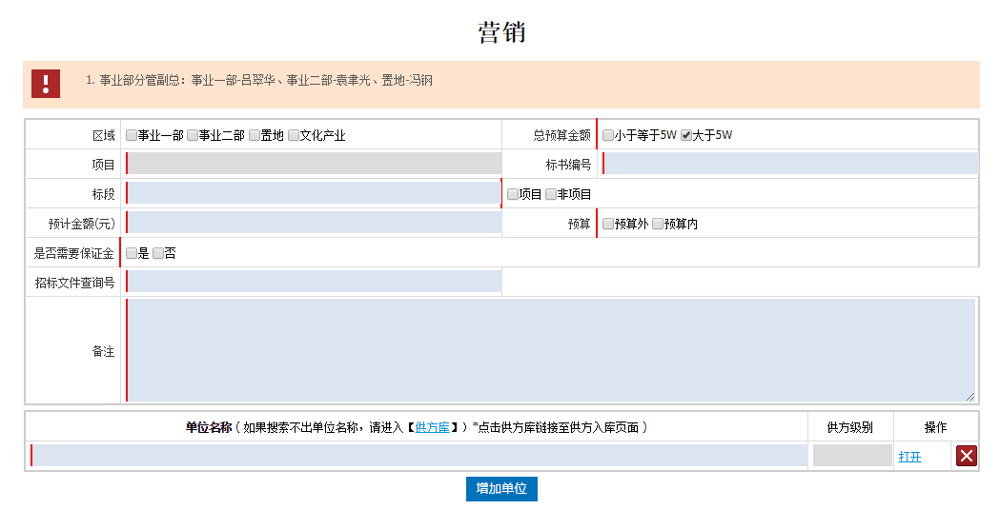 营销
1. 事业部分管副总：事业一部-吕翠华、事业二部-袁聿光、置地-冯钢
区域 事业一部 事业二部 置地 文化产业 总预算金额 小于等于5W 大于5W
项目 标书编号
标段 项目 非项目
预计金额(元) 预算 预算外 预算内
是否需要保证金 是 否
招标文件查询号
备注
单位名称（如果搜索不出单位名称，请进入【供方库】）*点击供方库链接至供方入库页面） 供方级别 操作
打开
增加单位